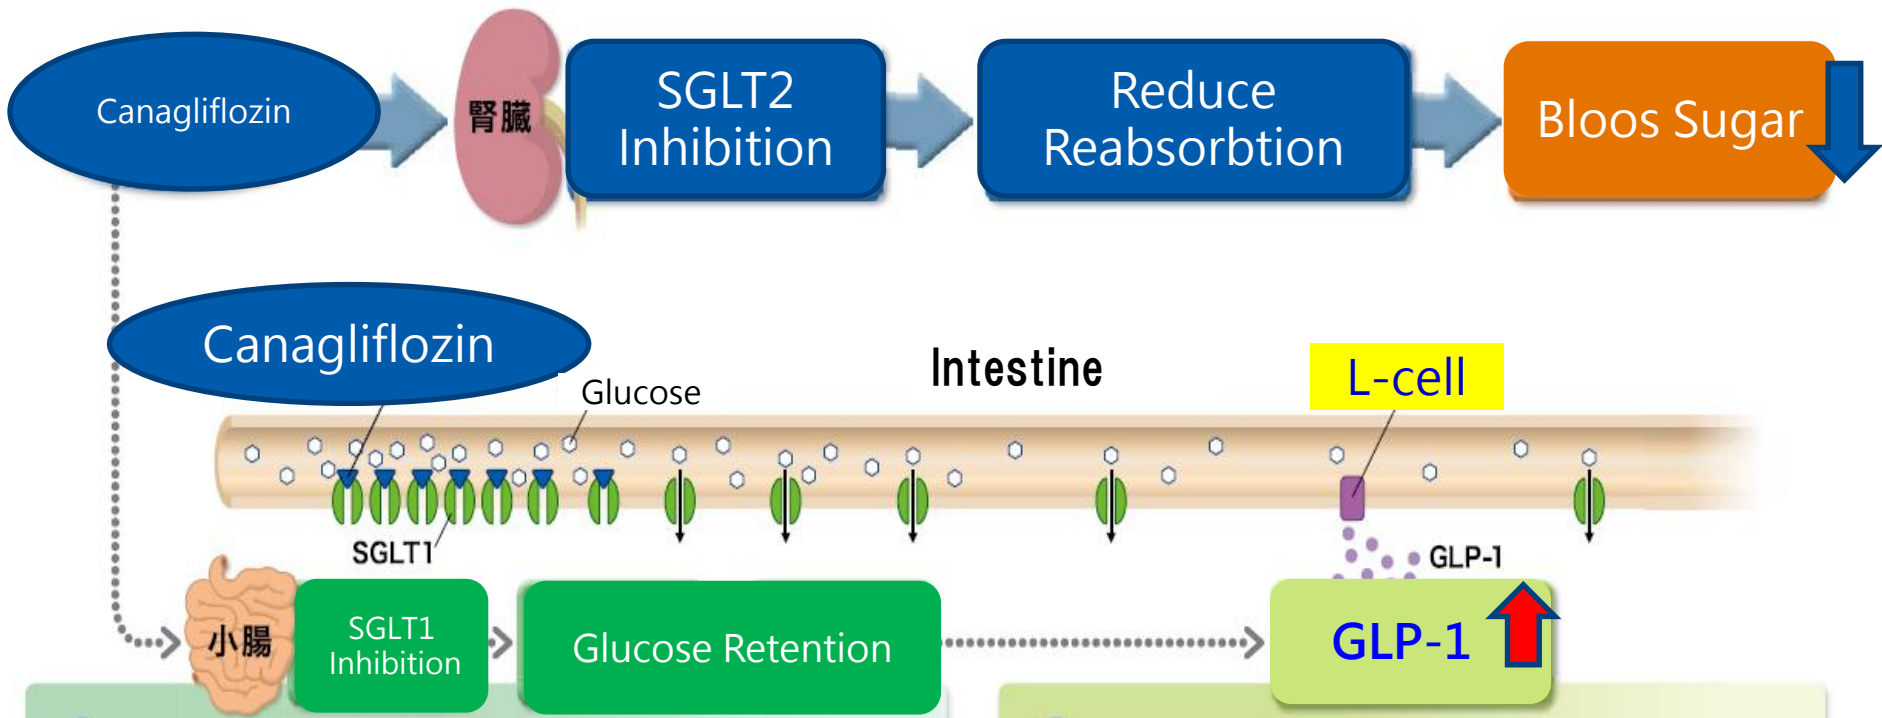 Canagliflozin
腎臓
SGLT2
Inhibition
Reduce
Reabsorbtion
Bloos Sugar
Canagliflozin
Glucose
Intestine
L-cell
SGLT1
GLP-1
小腸
SGLT1
Inhibition
Glucose Retention
GLP-1